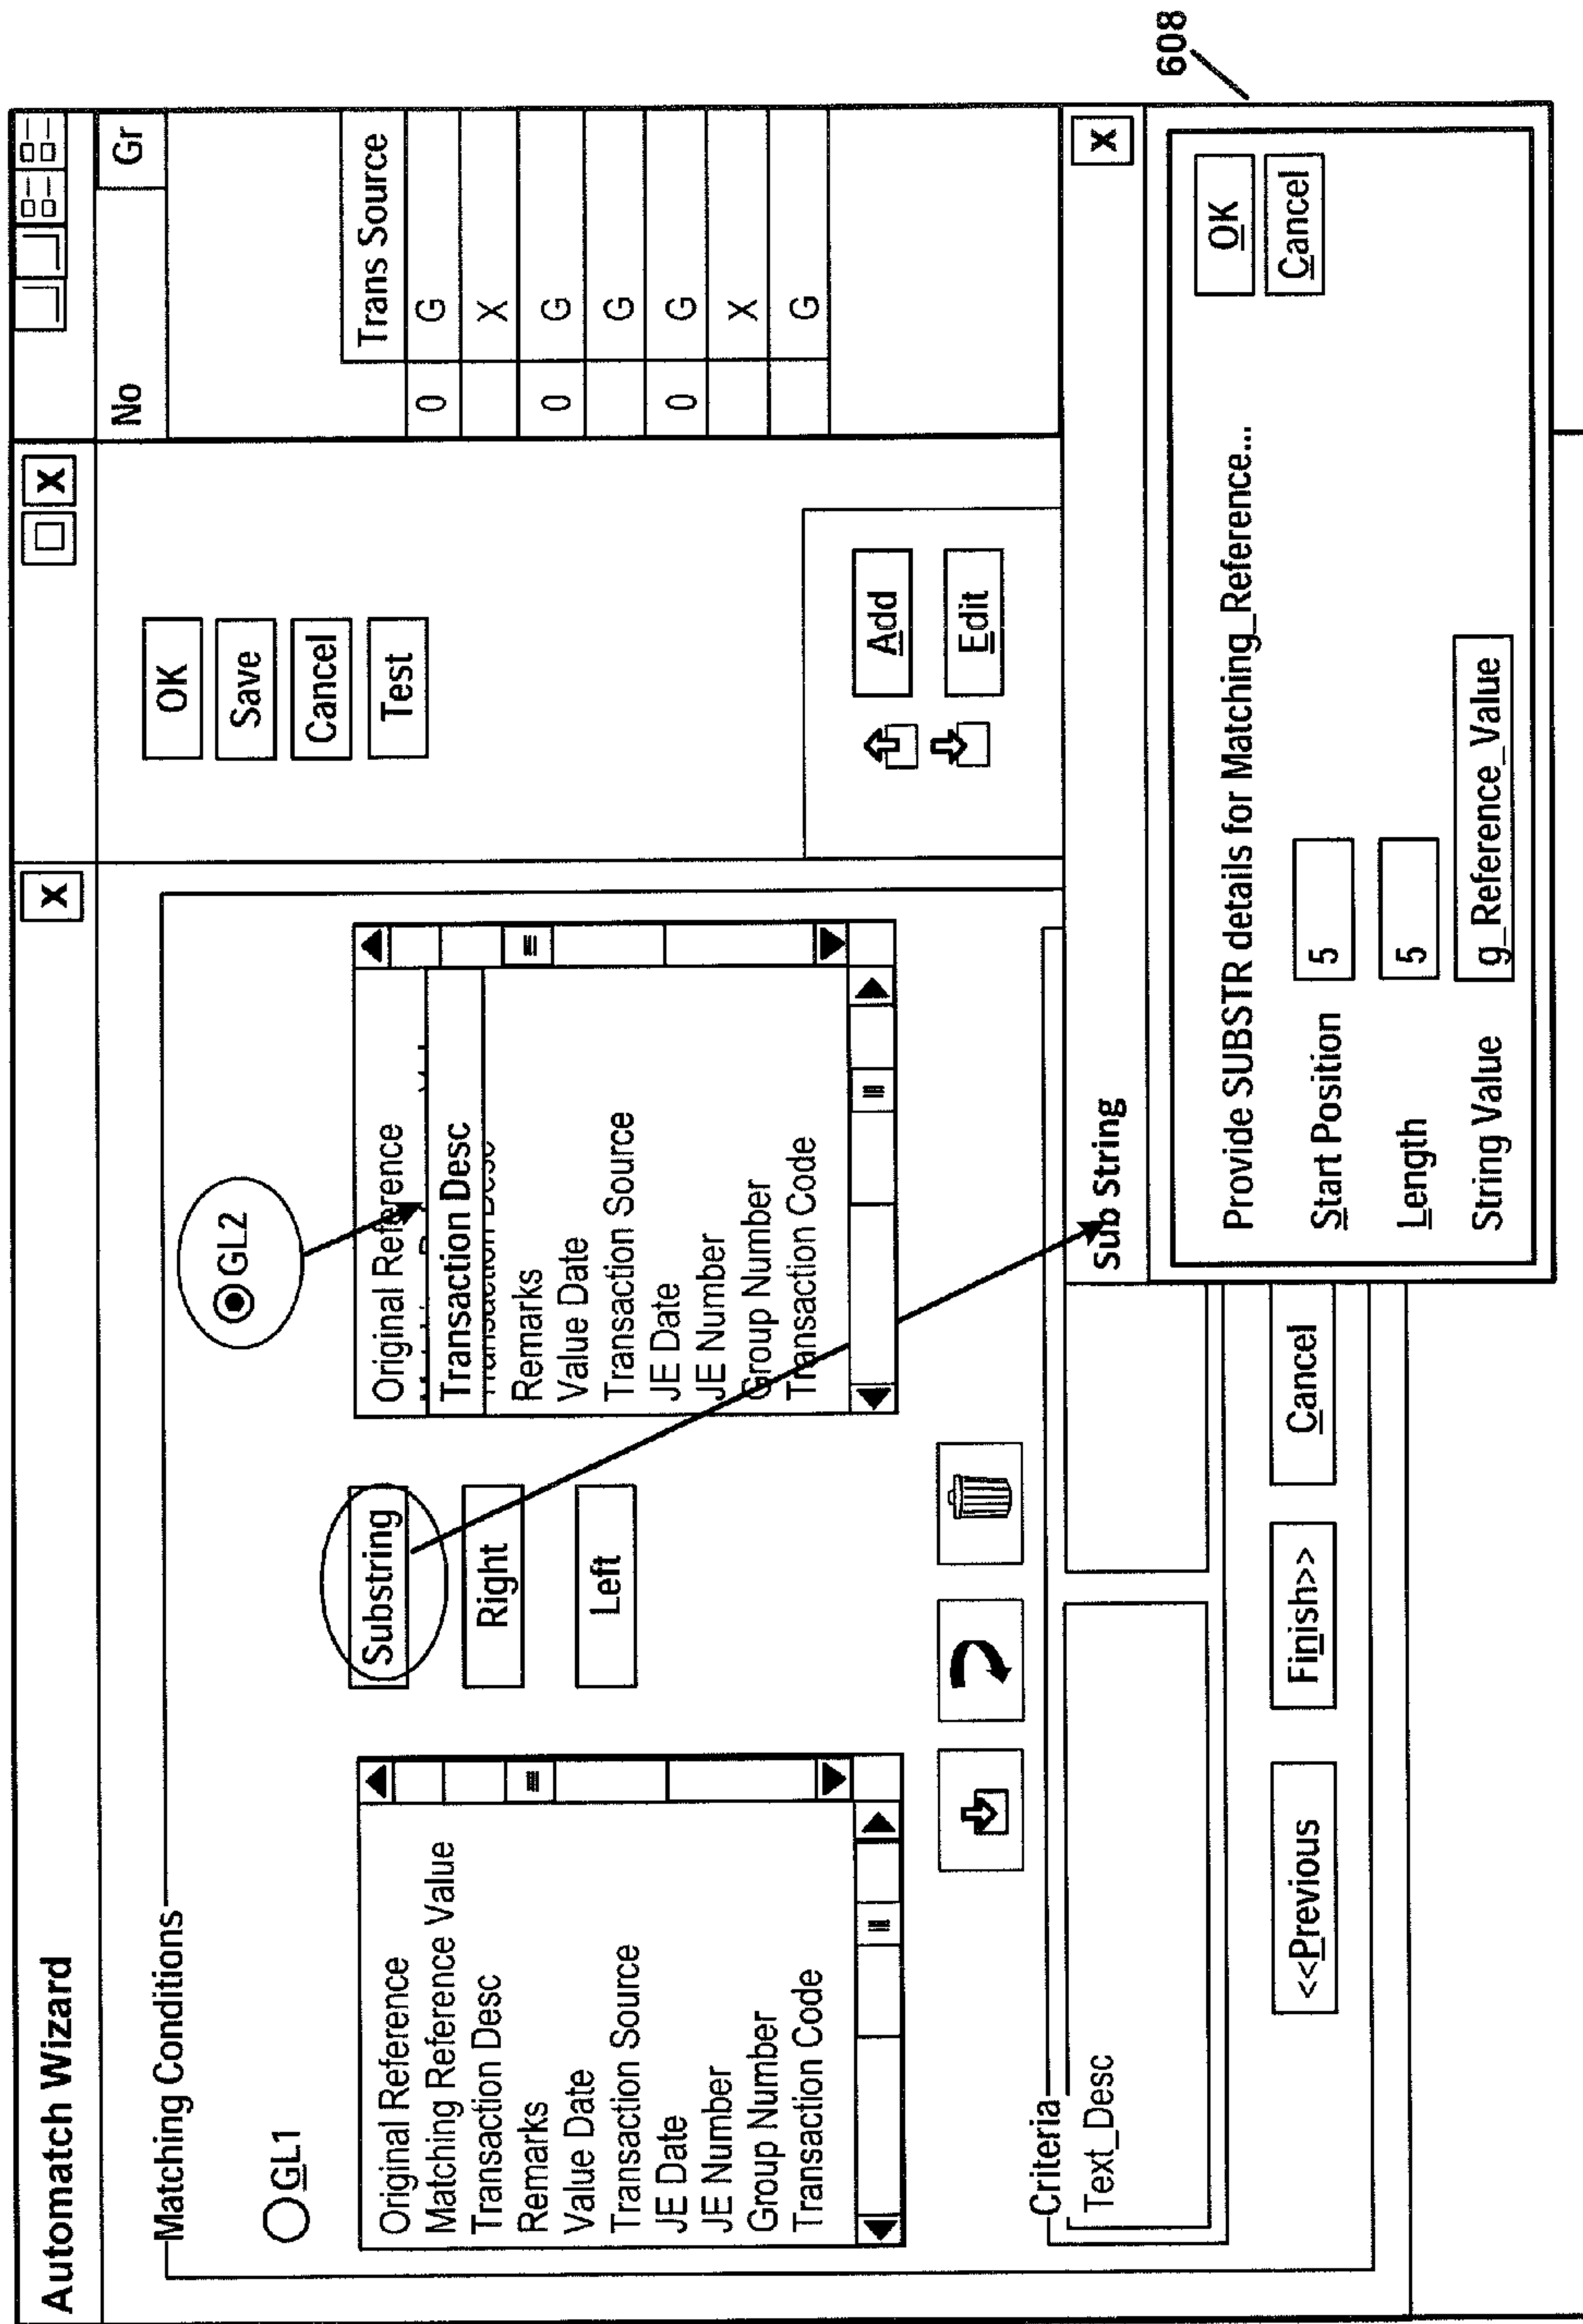 Automatch Wizard
X
X
No
Gr
Matching Conditions
GL1
GL2
Original Reference
Matching Reference Value
Transaction Desc
Remarks
Value Date
Transaction Source
JE Date
JE Number
Group Number
Transaction Code
Substring
Right
Left
Original Reference
Transaction Desc
Transaction Desc
Remarks
Value Date
Transaction Source
JE Date
JE Number
Group Number
Transaction Code
OK
Save
Cancel
Test
Add
Edit
Trans Source
0 G
X
0 G
G
0 G
X
G
Criteria
Text_Desc
<<Previous
Finish>>
Cancel
Sub String
X
Provide SUBSTR details for Matching_Reference...
OK
Cancel
Start Position 5
Length 5
String Value g_Reference_Value
608